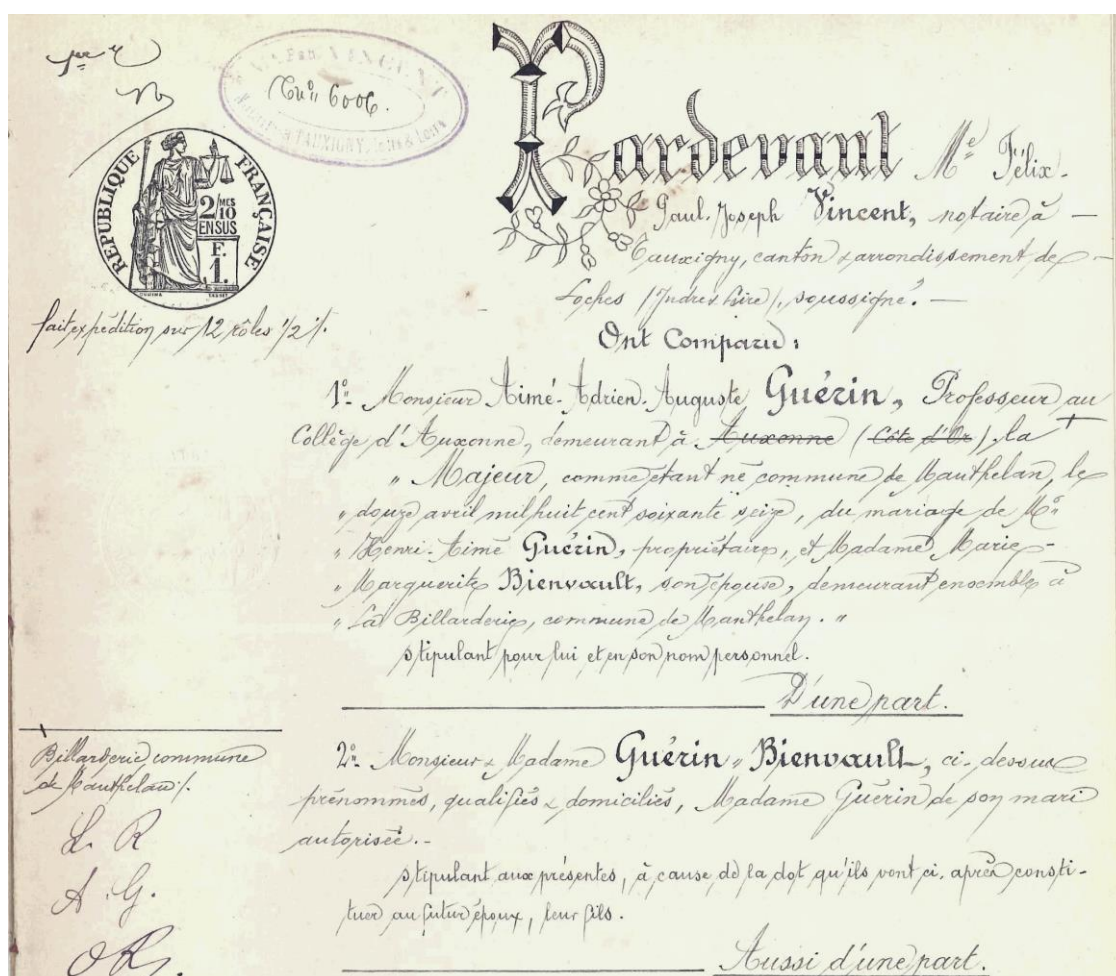 N° 6006.
NOTAIRE à TAUXIGNY, Indre & Loire
RÉPUBLIQUE FRANÇAISE
2/10 MES
EN SUS
F.
1.
fait expédition sur 12 rôles 1/2 ./.
Pardevant Me Félix-
Paul-Joseph Vincent, notaire à —
Tauxigny, canton & arrondissement de —
Loches (Indre & Loire), soussigné. —
Ont Comparu :
1°- Monsieur Aimé-Adrien-Auguste Guérin, Professeur au
Collège d'Auxonne, demeurant à Auxonne (Côte d'Or), la
" Majeur, comme étant né commune de Manthelan, le
" douze avril mil huit cent soixante seize, du mariage de Mr
" Henri-Aimé Guérin, propriétaire, et Madame Marie-
" Marguerite Bienvault, son épouse, demeurant ensemble à
" La Billarderie, commune de Manthelan. "
stipulant pour lui et en son nom personnel.
D'une part.
Billarderie commune
de Manthelan ./.
L. R
A. G.
2°- Monsieur & Madame Guérin-Bienvault, ci-dessus
prénommés, qualifiés & domiciliés, Madame Guérin de son mari
autorisée.-
stipulant aux présentes, à cause de la dot qu'ils vont ci-après consti-
tuer au futur époux, leur fils.
Aussi d'une part.